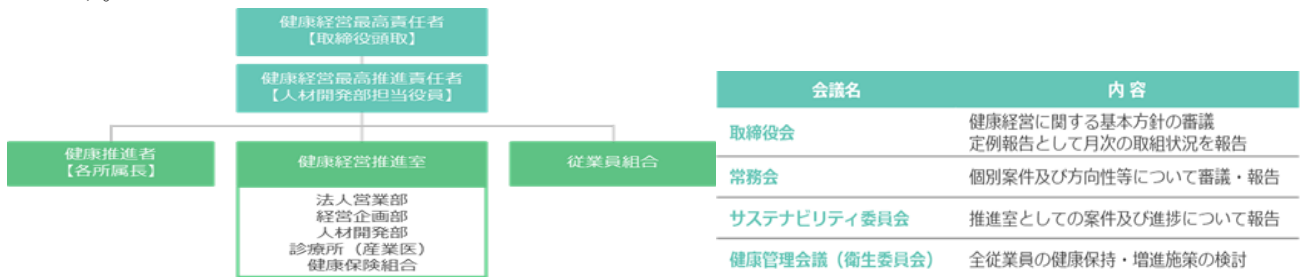 健康経営最高責任者
【取締役頭取】
健康経営最高推進責任者
【人材開発部担当役員】
健康推進者
【各所属長】
健康経営推進室
従業員組合
法人営業部
経営企画部
人材開発部
診療所（産業医）
健康保険組合
会議名 内 容
取締役会
健康経営に関する基本方針の審議
定例報告として月次の取組状況を報告
常務会 個別案件及び方向性等について審議・報告
サステナビリティ委員会 推進室としての案件及び進捗について報告
健康管理会議（衛生委員会） 全従業員の健康保持・増進施策の検討